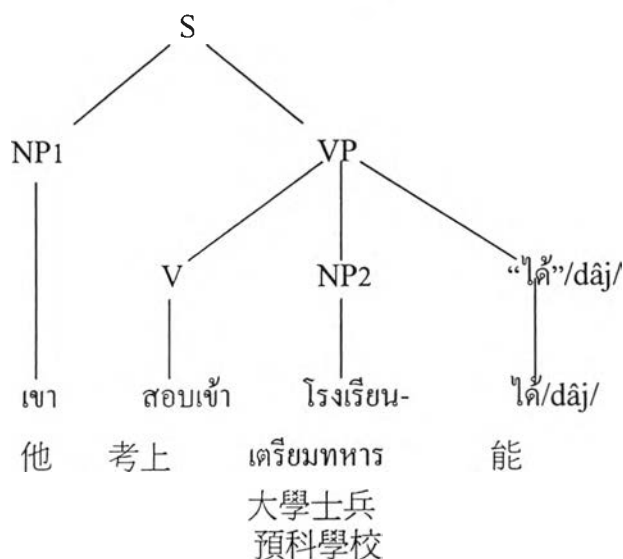 S
NP1 VP
V NP2 “ได้”/dâj/
เขา สอบเข้า โรงเรียน- ได้/dâj/
他 考上 เตรียมทหาร 能
大學士兵
預科學校